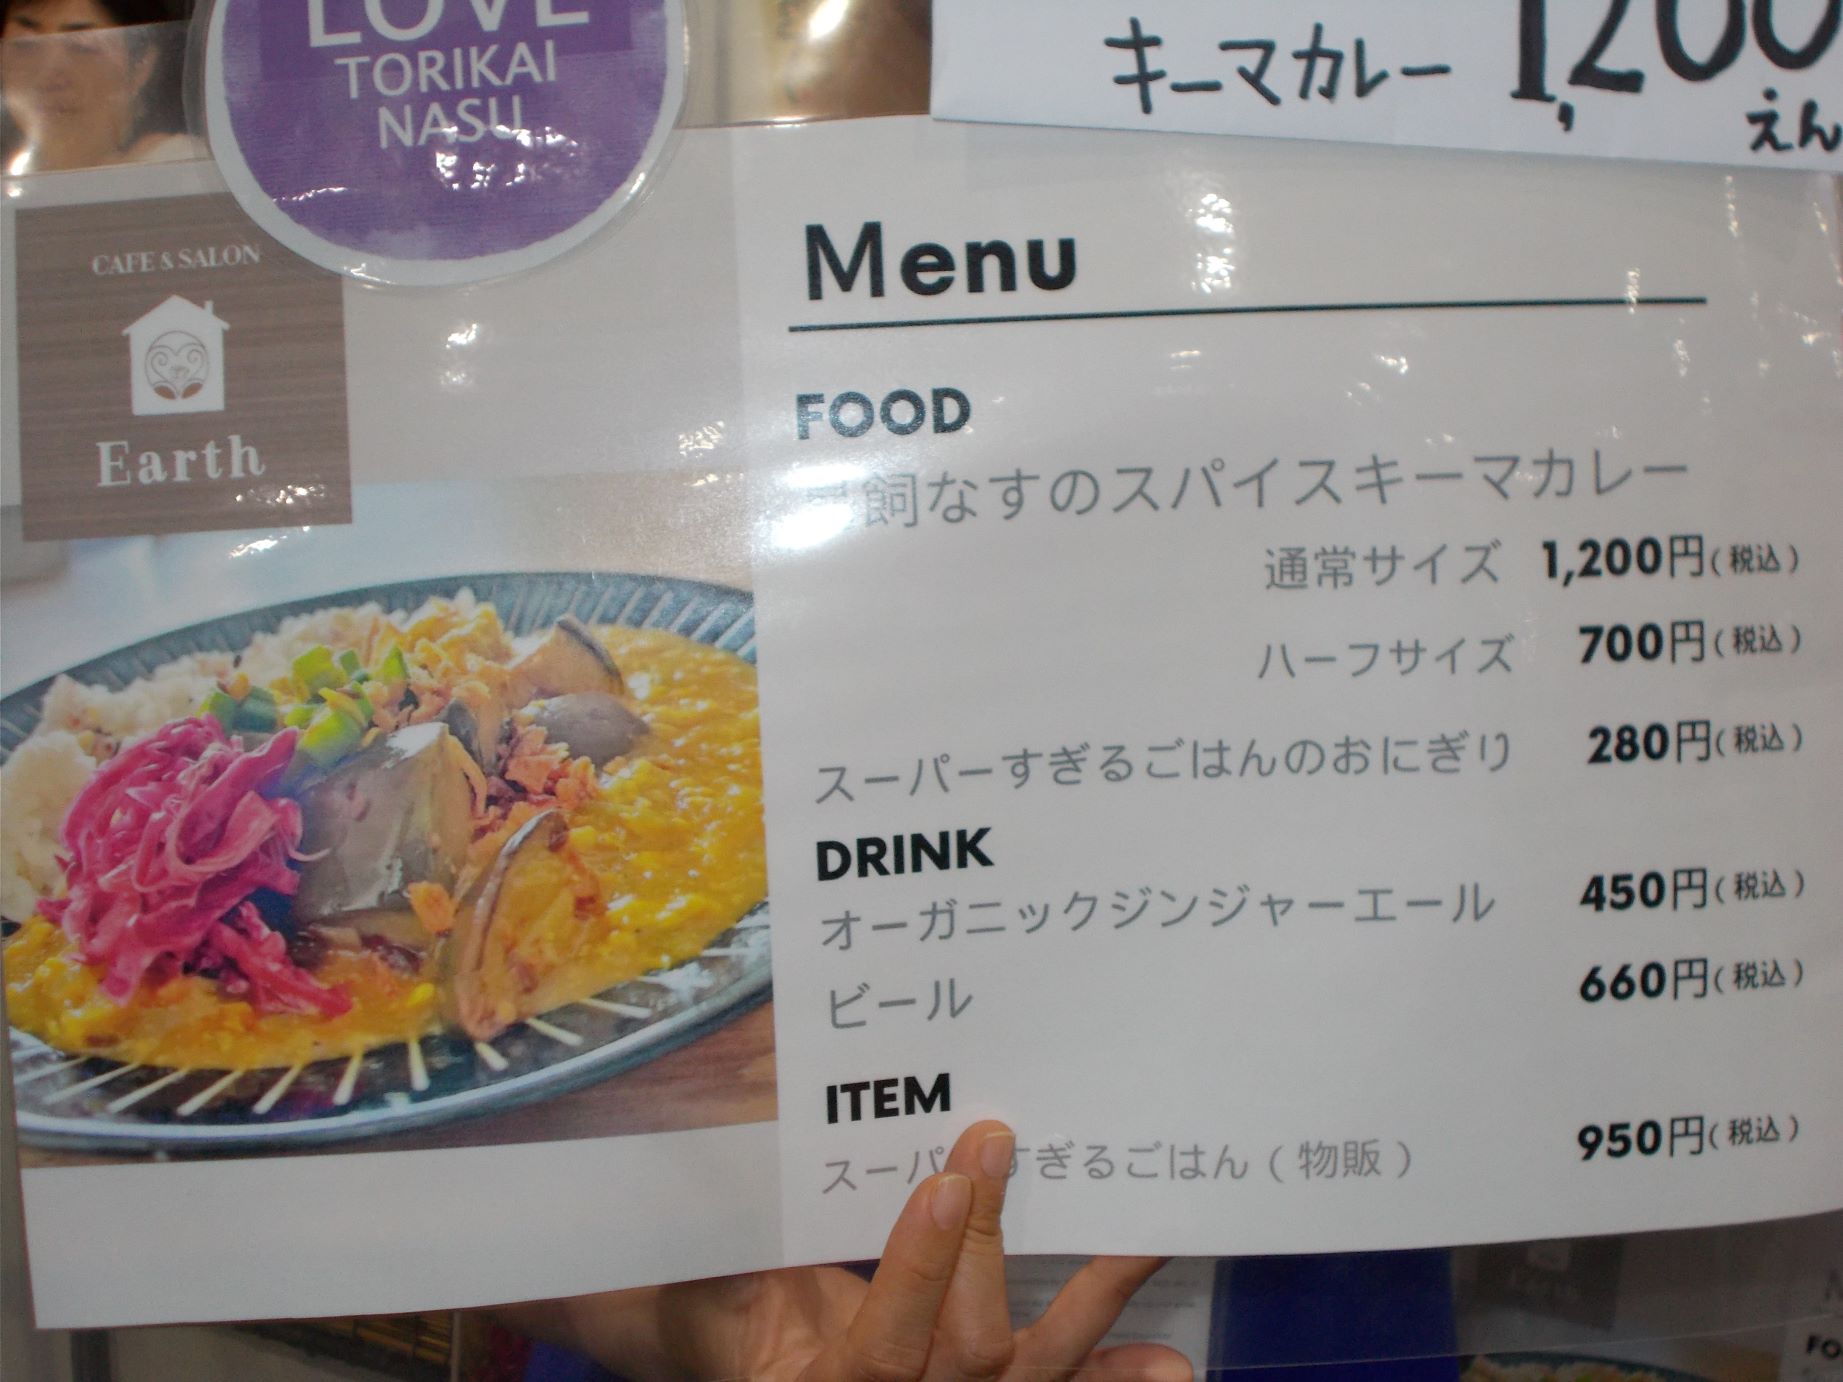 LOVE
TORIKAI
NASU
キーマカレー 1,200
えん
CAFE & SALON
Earth
Menu
FOOD
飼なすのスパイスキーマカレー
通常サイズ 1,200円(税込)
ハーフサイズ 700円(税込)
スーパーすぎるごはんのおにぎり 280円(税込)
DRINK
オーガニックジンジャーエール 450円(税込)
ビール 660円(税込)
ITEM
スーパ すぎるごはん(物販) 950円(税込)
FO